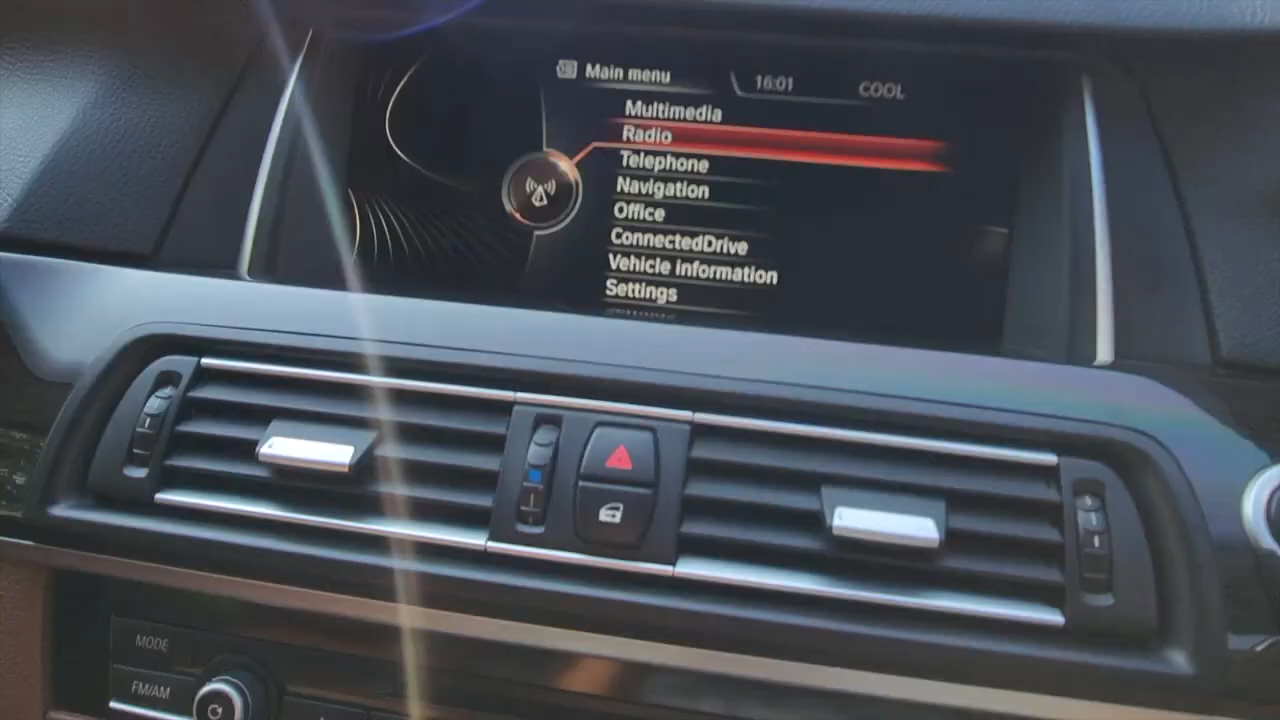 Main menu
16:01
COOL
Multimedia
Radio
Telephone
Navigation
Office
ConnectedDrive
Vehicle information
Settings
MODE
FM/AM